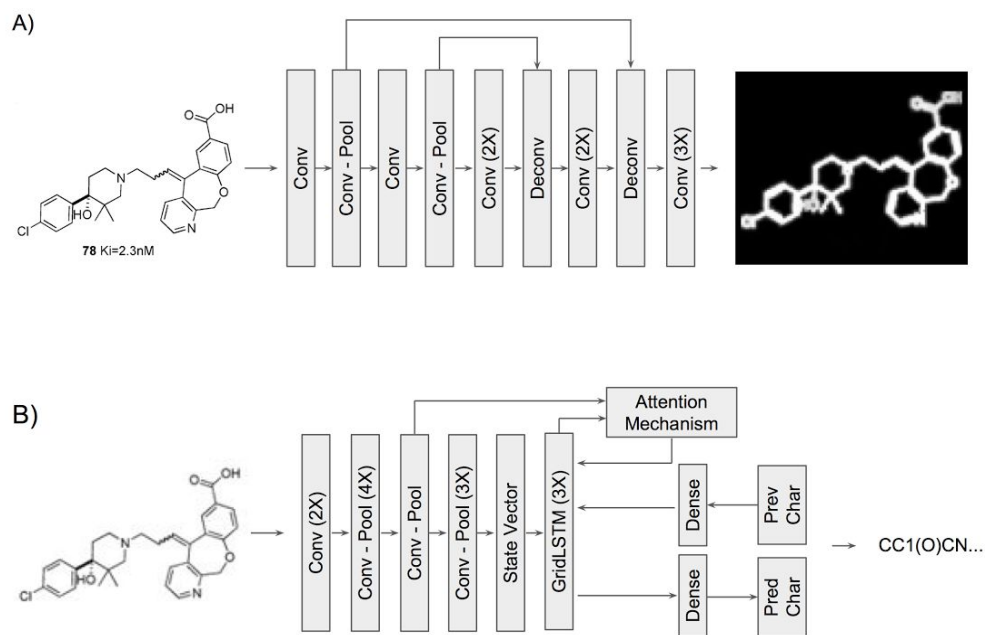 A)
OH
O
N
O
HO
Cl
N
78 Ki=2.3nM
Conv
Conv - Pool
Conv
Conv - Pool
Conv (2X)
Deconv
Conv (2X)
Deconv
Conv (3X)
B)
OH
O
N
O
HO
Cl
N
Conv (2X)
Conv - Pool (4X)
Conv - Pool
Conv - Pool (3X)
State Vector
GridLSTM (3X)
Attention
Mechanism
Dense
Prev
Char
Dense
Pred
Char
CC1(O)CN...